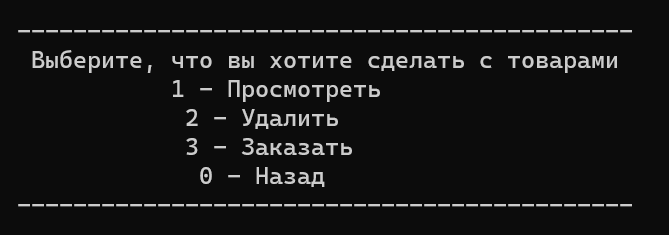 --------------------------------------------
Выберите, что вы хотите сделать с товарами
1 - Просмотреть
2 - Удалить
3 - Заказать
0 - Назад
--------------------------------------------